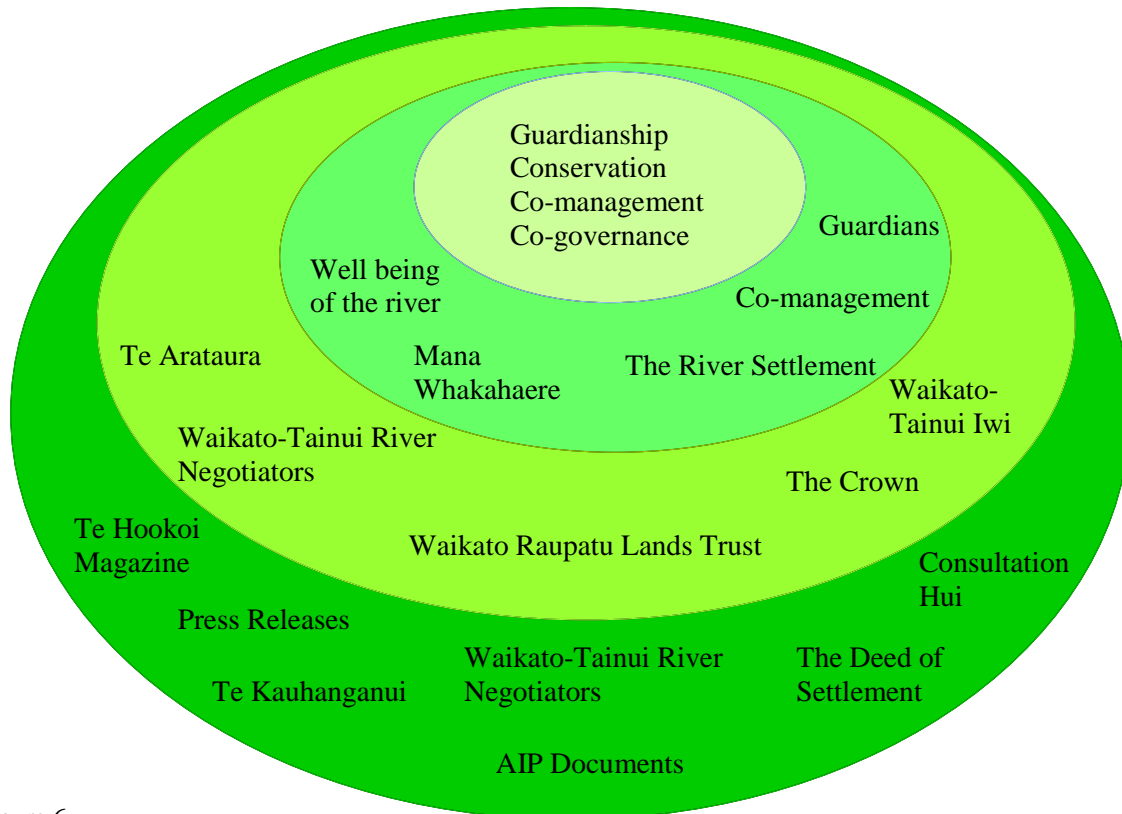 Guardianship
Conservation
Co-management
Co-governance
Guardians
Well being
of the river
Co-management
Mana
Whakahaere
The River Settlement
Te Arataura
Waikato-
Tainui Iwi
Waikato-Tainui River
Negotiators
The Crown
Waikato Raupatu Lands Trust
Te Hookoi
Magazine
Consultation
Hui
Press Releases
Waikato-Tainui River
Negotiators
The Deed of
Settlement
Te Kauhanganui
AIP Documents